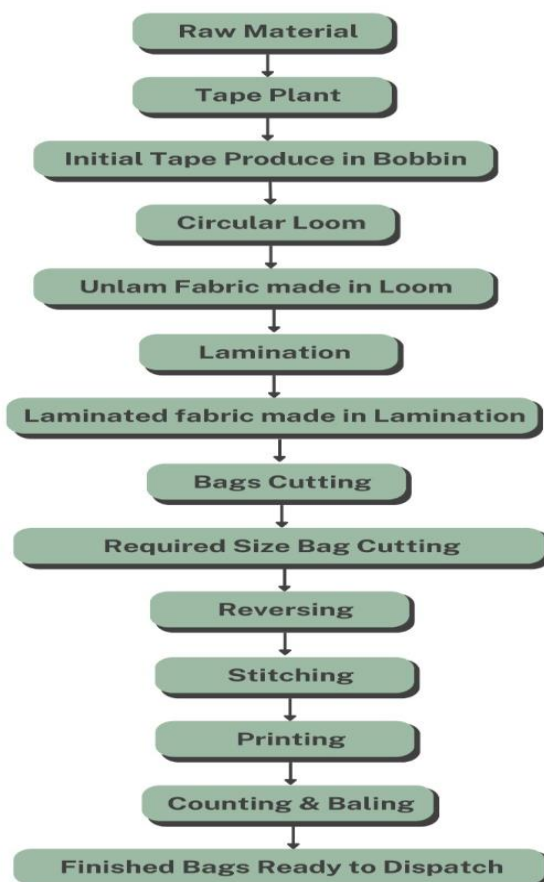 Raw Material
Tape Plant
Initial Tape Produce in Bobbin
Circular Loom
Unlam Fabric made in Loom
Lamination
Laminated fabric made in Lamination
Bags Cutting
Required Size Bag Cutting
Reversing
Stitching
Printing
Counting & Baling
Finished Bags Ready to Dispatch